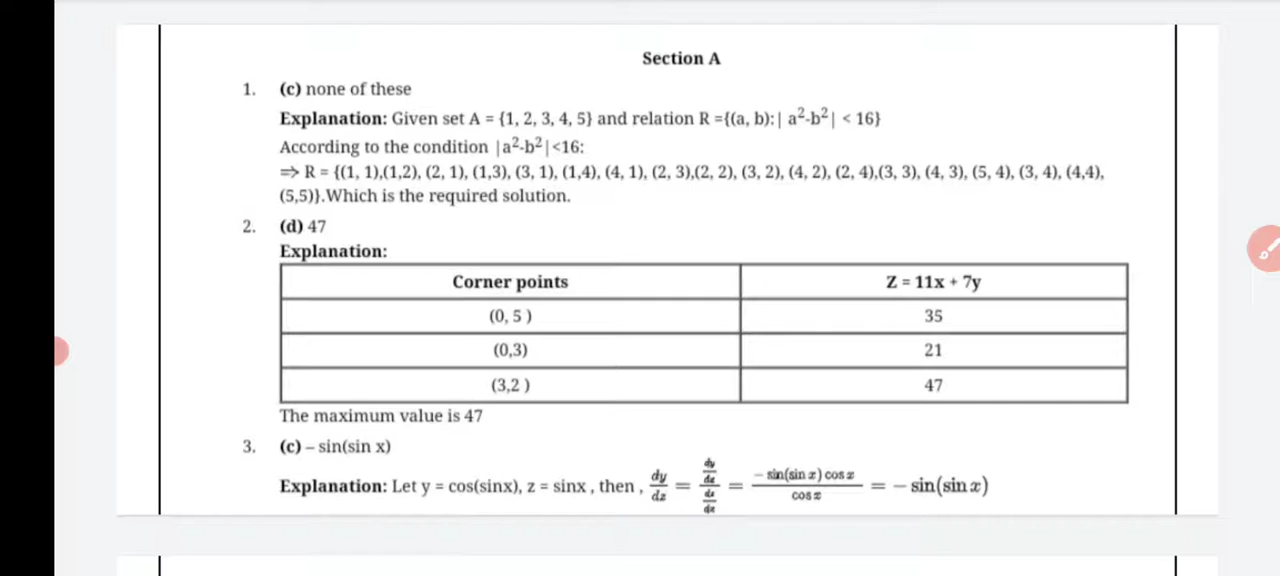 Section A
1. (c) none of these
Explanation: Given set A = {1, 2, 3, 4, 5} and relation R ={(a, b):| a²-b²| < 16}
According to the condition |a²-b²|<16:
⇒ R = {(1, 1),(1,2), (2, 1), (1,3), (3, 1), (1,4), (4, 1), (2, 3),(2, 2), (3, 2), (4, 2), (2, 4),(3, 3), (4, 3), (5, 4), (3, 4), (4,4),
(5,5)}.Which is the required solution.
2. (d) 47
Explanation:
Corner points Z = 11x + 7y
(0, 5 ) 35
(0,3) 21
(3,2 ) 47
The maximum value is 47
3. (c) – sin(sin x)
Explanation: Let y = cos(sinx), z = sinx , then , dy/dz = (dy/dx)/(dz/dx) = – sin(sin x) cos x / cos x = – sin(sin x)